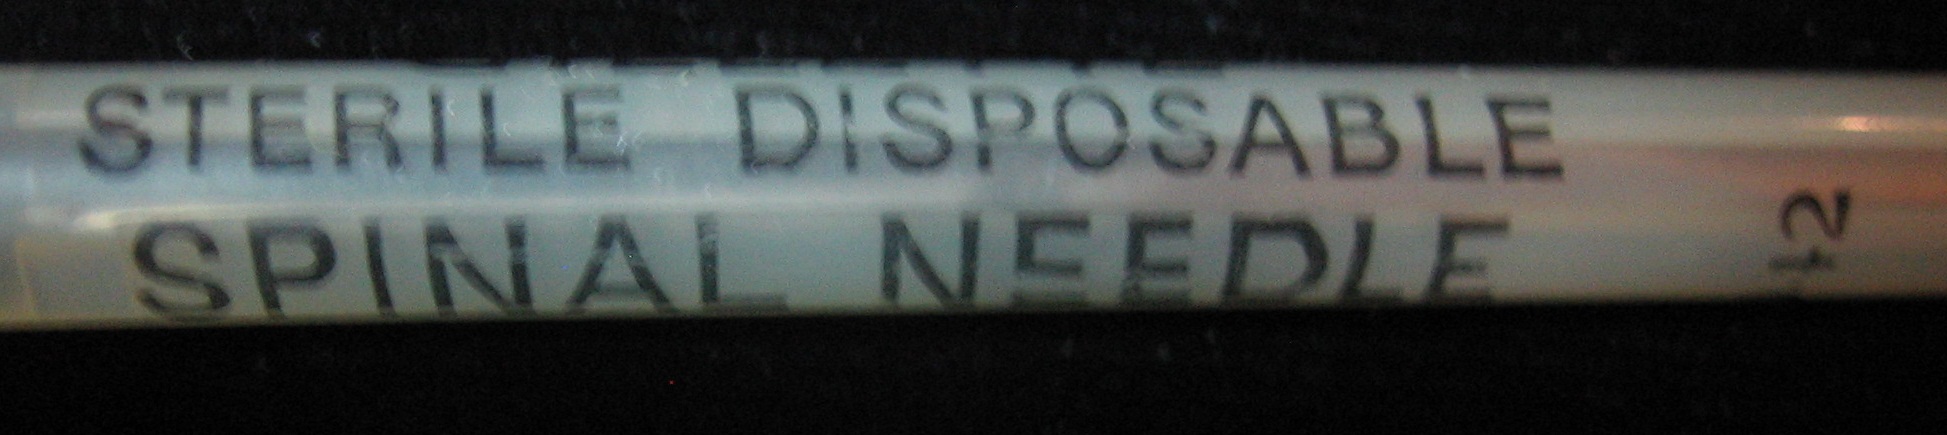 STERILE DISPOSABLE
SPINAL NEEDLE